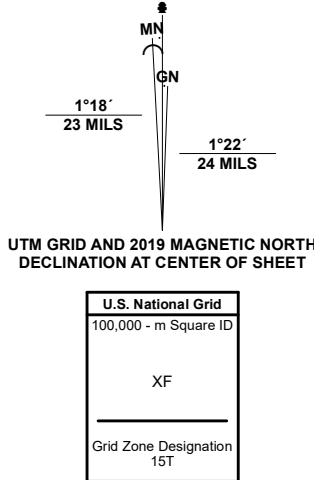 MN
GN
1°18´
23 MILS
1°22´
24 MILS
UTM GRID AND 2019 MAGNETIC NORTH
DECLINATION AT CENTER OF SHEET
U.S. National Grid
100,000 - m Square ID
XF
Grid Zone Designation
15T